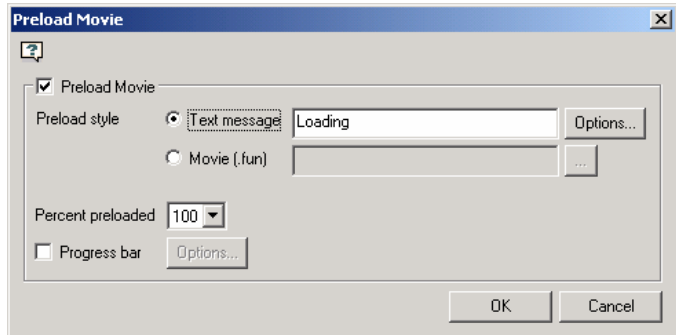 Preload Movie
Preload Movie
Preload style Text message Loading Options...
Movie (.fun) ...
Percent preloaded 100
Progress bar Options...
OK Cancel